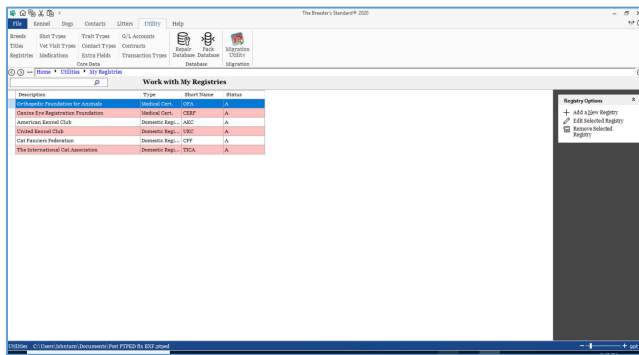 The Breeder's Standard® 2020
File Kennel Dogs Contacts Litters Utility Help
Breeds Shot Types Trait Types G/L Accounts
Titles Vet Visit Types Contact Types Contracts
Registries Medications Extra Fields Transaction Types
Repair Database Pack Database Migration Utility
Core Data Database Migration
Home Utilities My Registries
Work with My Registries
Description Type Short Name Status
Orthopedic Foundation for Animals Medical Cert. OFA A
Canine Eye Registration Foundation Medical Cert. CERF A
American Kennel Club Domestic Regi... AKC A
United Kennel Club Domestic Regi... UKC A
Cat Fanciers Federation Domestic Regi... CFF A
The International Cat Association Domestic Regi... TICA A
Registry Options
Add a New Registry
Edit Selected Registry
Remove Selected
Registry
Utilities C:\Users\